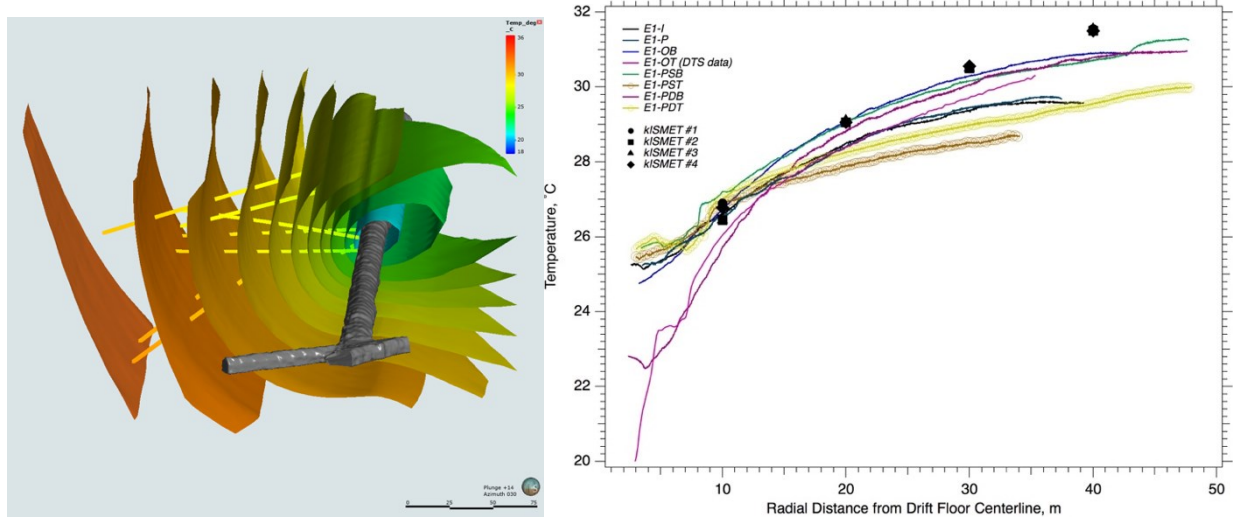 Temp_deg
_C
36
30
25
20
18
Plunge +14
Azimuth 030
0 25 50 75
32
30
28
26
24
22
20
Temperature, °C
E1-I
E1-P
E1-OB
E1-OT (DTS data)
E1-PSB
E1-PST
E1-PDB
E1-PDT
kISMET #1
kISMET #2
kISMET #3
kISMET #4
10 20 30 40 50
Radial Distance from Drift Floor Centerline, m